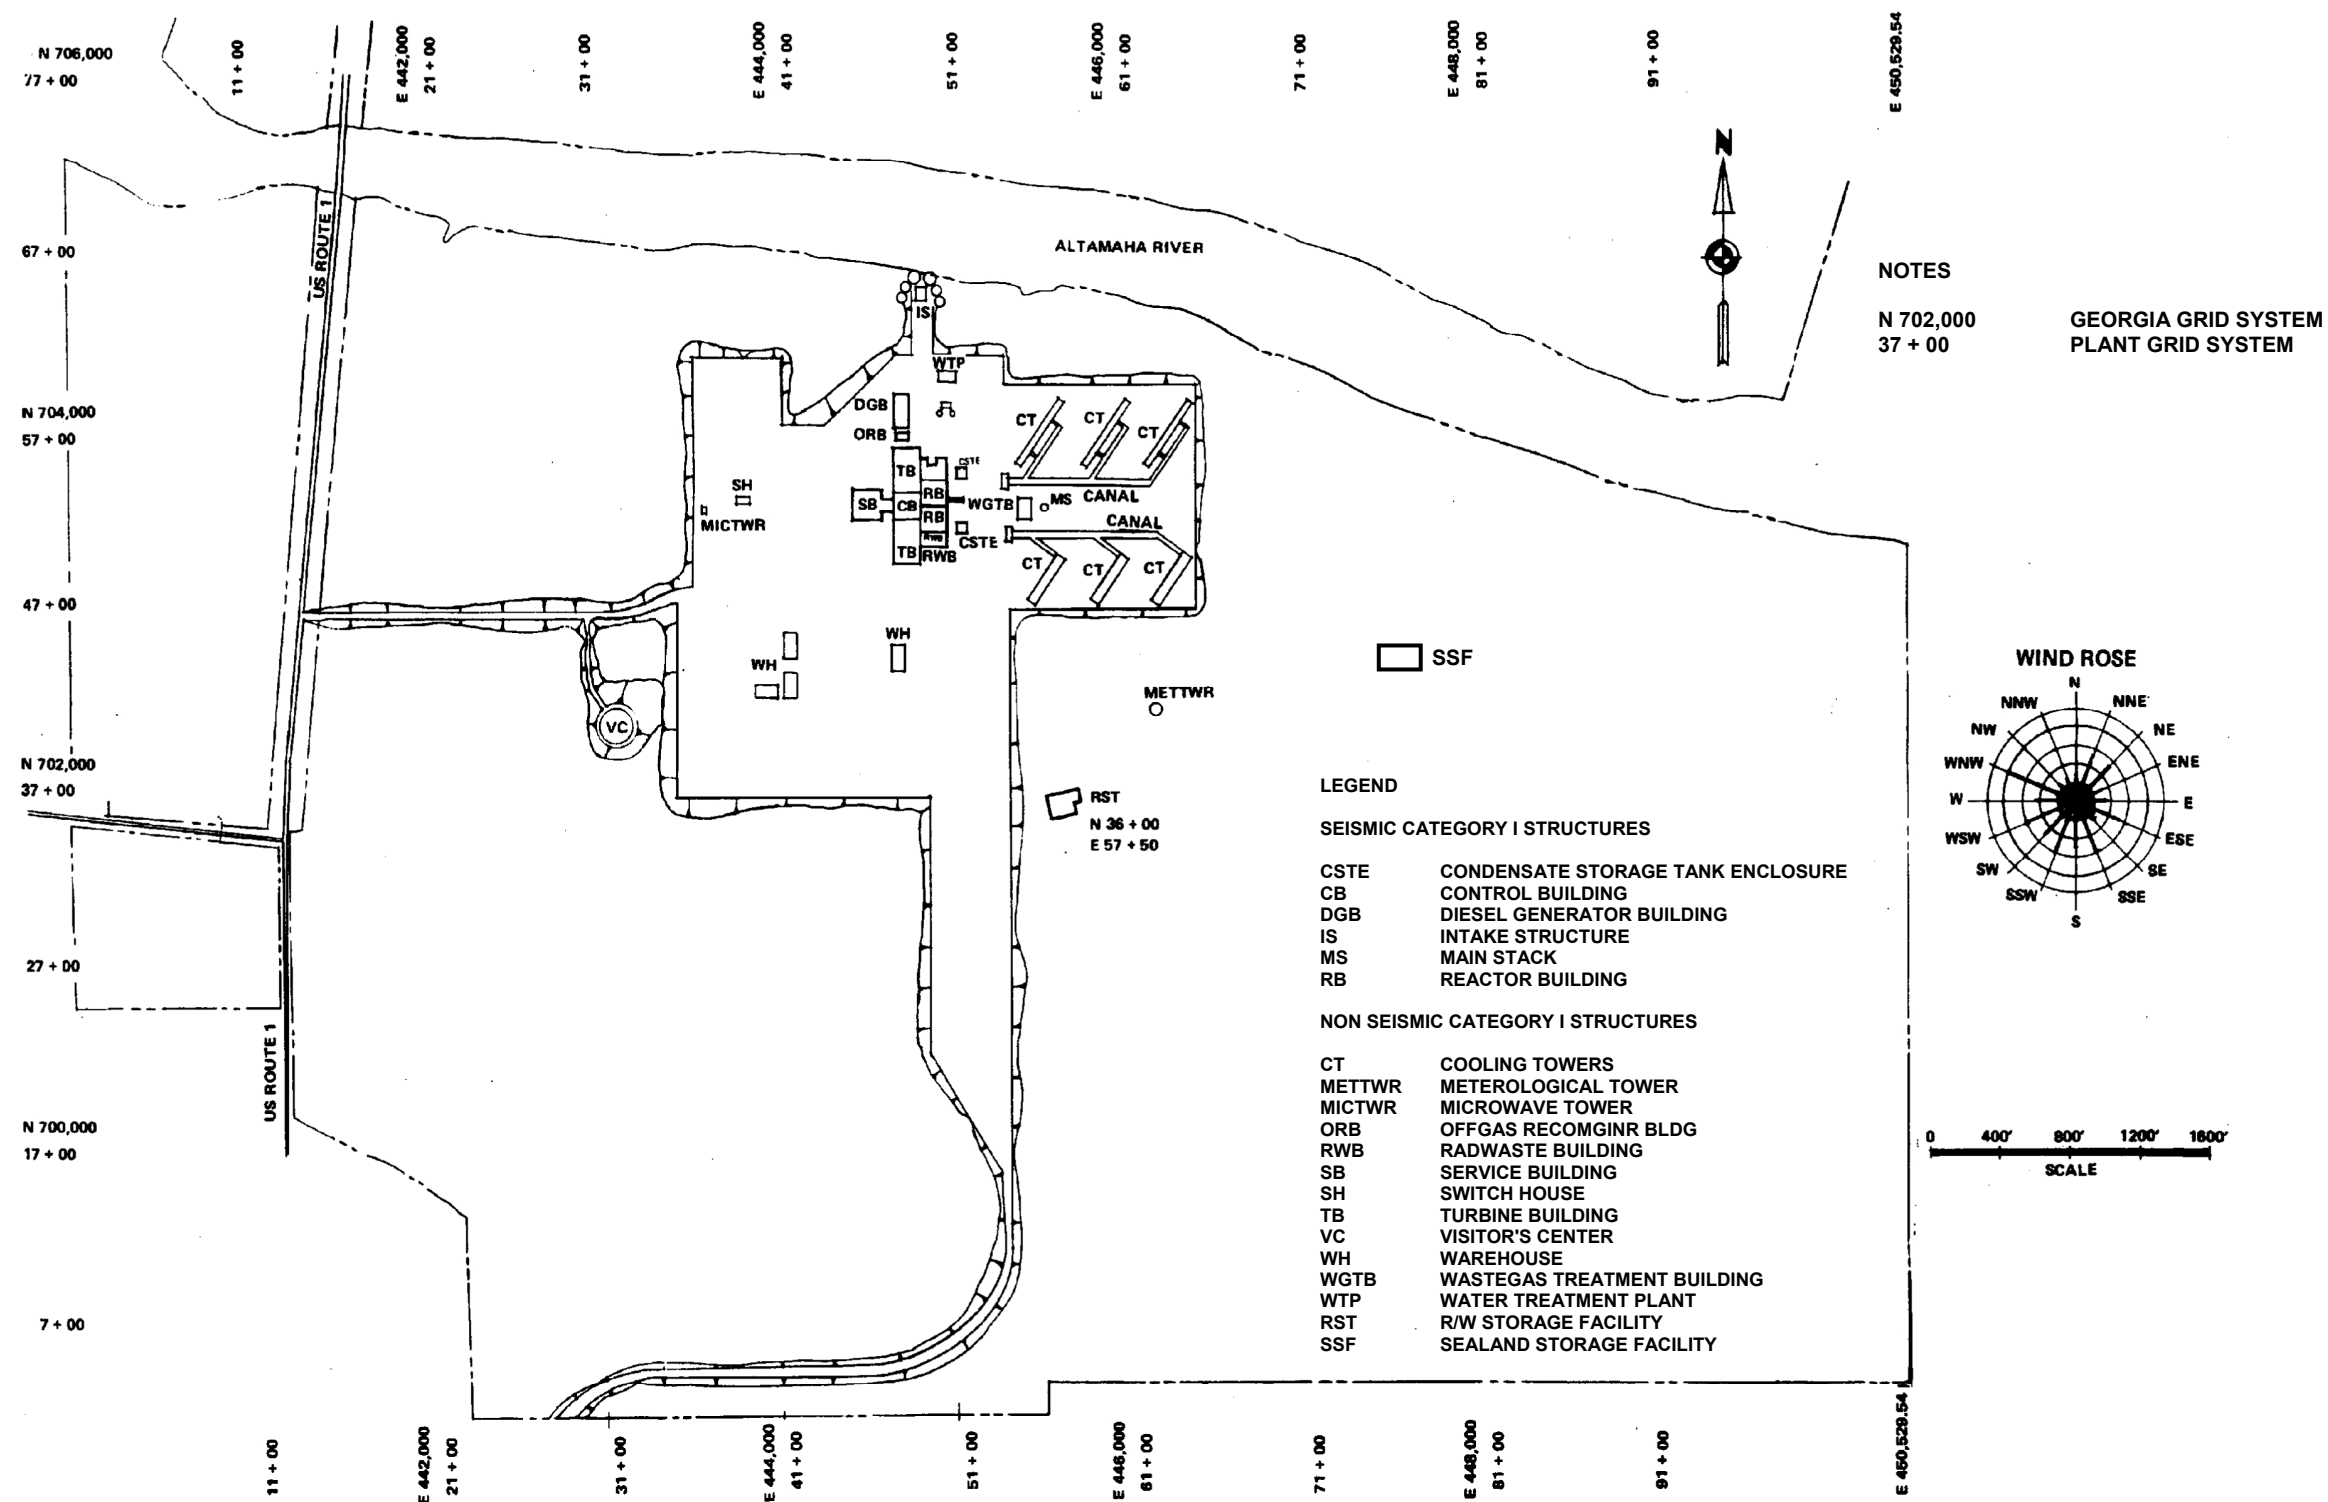 11 + 00
E 442,000
21 + 00
31 + 00
E 444,000
41 + 00
51 + 00
E 446,000
61 + 00
71 + 00
E 448,000
81 + 00
91 + 00
E 450,529.54
N 706,000
77 + 00
67 + 00
N 704,000
57 + 00
47 + 00
N 702,000
37 + 00
27 + 00
N 700,000
17 + 00
7 + 00
US ROUTE 1
US ROUTE 1
ALTAMAHA RIVER
N
NOTES
N 702,000 GEORGIA GRID SYSTEM
37 + 00 PLANT GRID SYSTEM
IS
WTP
DGB
ORB
CT
CT
CT
TB
CSTE
SH
MICTWR
SB
CB
RB
RB
RWB
TB
RWB
WGTB
MS
CANAL
CANAL
CSTE
CT
CT
CT
WH
WH
VC
SSF
METTWR
RST
N 36 + 00
E 57 + 50
WIND ROSE
N
NNE
NE
ENE
E
ESE
SE
SSE
S
SSW
SW
WSW
W
WNW
NW
NNW
LEGEND
SEISMIC CATEGORY I STRUCTURES
CSTE CONDENSATE STORAGE TANK ENCLOSURE
CB CONTROL BUILDING
DGB DIESEL GENERATOR BUILDING
IS INTAKE STRUCTURE
MS MAIN STACK
RB REACTOR BUILDING
NON SEISMIC CATEGORY I STRUCTURES
CT COOLING TOWERS
METTWR METEROLOGICAL TOWER
MICTWR MICROWAVE TOWER
ORB OFFGAS RECOMGINR BLDG
RWB RADWASTE BUILDING
SB SERVICE BUILDING
SH SWITCH HOUSE
TB TURBINE BUILDING
VC VISITOR'S CENTER
WH WAREHOUSE
WGTB WASTEGAS TREATMENT BUILDING
WTP WATER TREATMENT PLANT
RST R/W STORAGE FACILITY
SSF SEALAND STORAGE FACILITY
0 400' 800' 1200' 1600'
SCALE
11 + 00
E 442,000
21 + 00
31 + 00
E 444,000
41 + 00
51 + 00
E 446,000
61 + 00
71 + 00
E 448,000
81 + 00
91 + 00
E 450,529.54